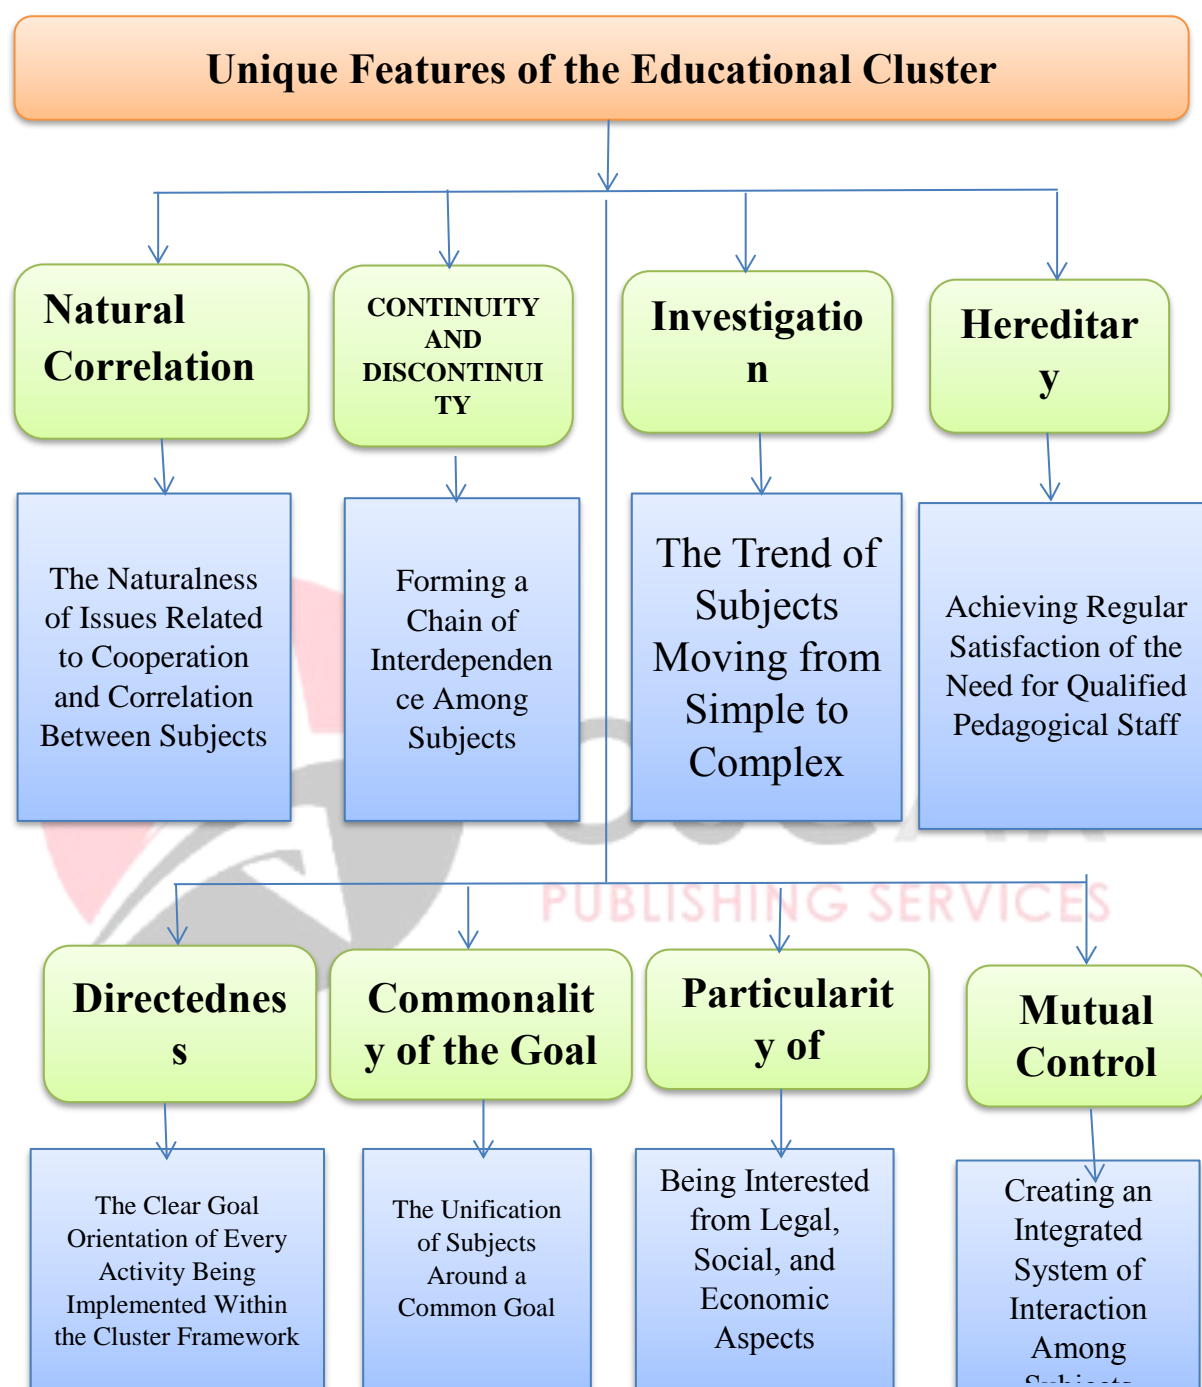 Unique Features of the Educational Cluster
Natural
Correlation
CONTINUITY
AND
DISCONTINUI
TY
Investigatio
n
Hereditar
y
The Naturalness
of Issues Related
to Cooperation
and Correlation
Between Subjects
Forming a
Chain of
Interdependen
ce Among
Subjects
The Trend of
Subjects
Moving from
Simple to
Complex
Achieving Regular
Satisfaction of the
Need for Qualified
Pedagogical Staff
PUBLISHING SERVICES
Directednes
s
Commonalit
y of the Goal
Particularit
y of
Mutual
Control
The Clear Goal
Orientation of Every
Activity Being
Implemented Within
the Cluster Framework
The Unification
of Subjects
Around a
Common Goal
Being Interested
from Legal,
Social, and
Economic
Aspects
Creating an
Integrated
System of
Interaction
Among
Subjects